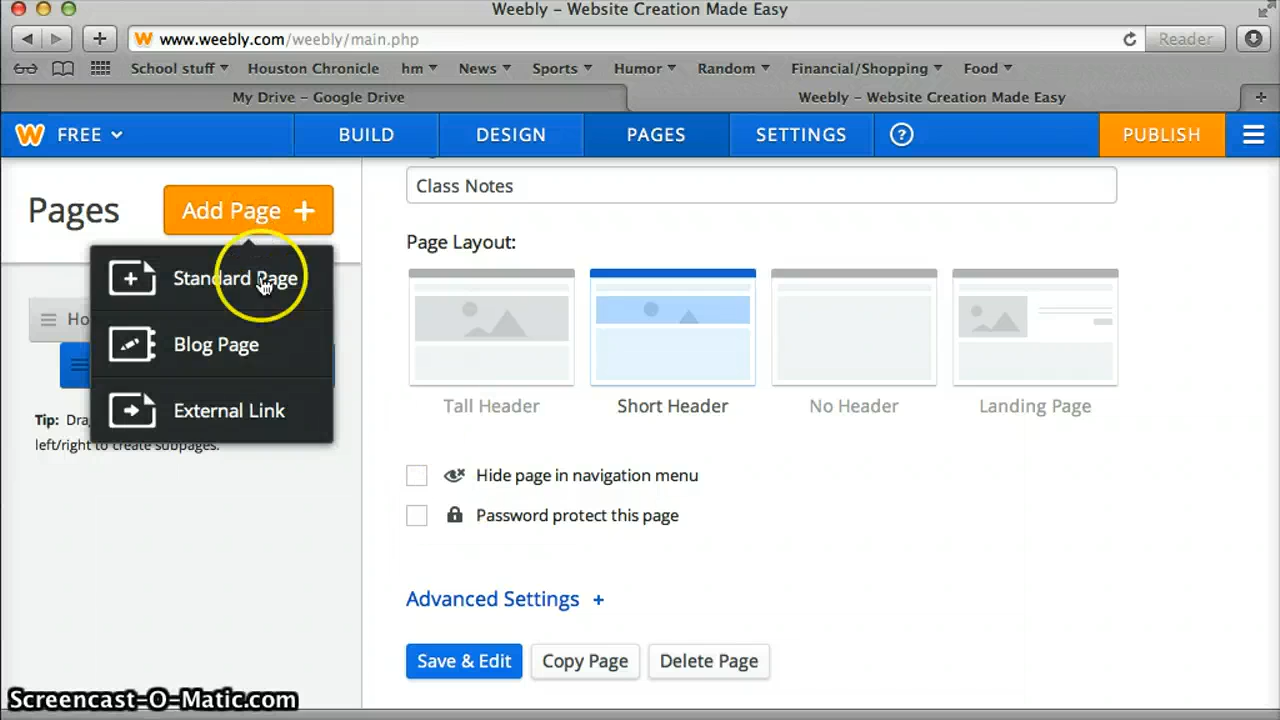 Weebly – Website Creation Made Easy
www.weebly.com/weebly/main.php
Reader
School stuff
Houston Chronicle
hm
News
Sports
Humor
Random
Financial/Shopping
Food
My Drive – Google Drive
Weebly – Website Creation Made Easy
FREE
BUILD
DESIGN
PAGES
SETTINGS
?
PUBLISH
Pages
Add Page +
Standard Page
Blog Page
External Link
Ho
Tip: Dra
left/right to create subpages.
Class Notes
Page Layout:
Tall Header
Short Header
No Header
Landing Page
Hide page in navigation menu
Password protect this page
Advanced Settings +
Save & Edit
Copy Page
Delete Page
Screencast-O-Matic.com